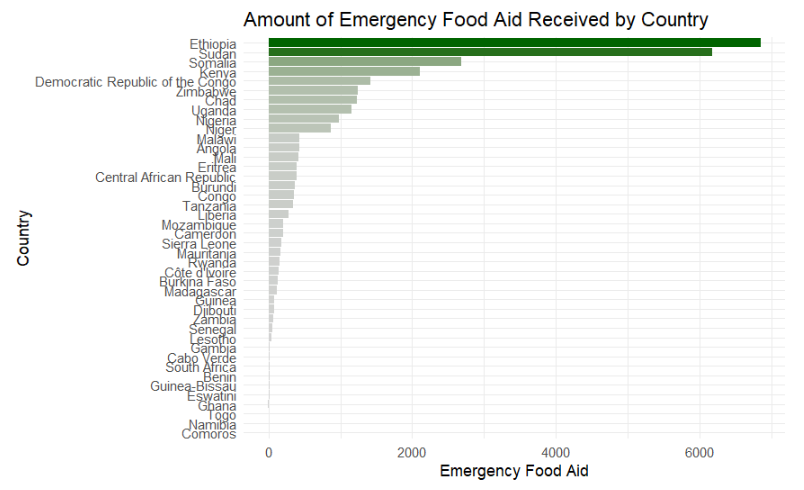 Amount of Emergency Food Aid Received by Country
Country
Ethiopia
Sudan
Somalia
Kenya
Democratic Republic of the Congo
Zimbabwe
Chad
Uganda
Nigeria
Niger
Malawi
Angola
Mali
Eritrea
Central African Republic
Burundi
Congo
Tanzania
Liberia
Mozambique
Cameroon
Sierra Leone
Mauritania
Rwanda
Côte d'Ivoire
Burkina Faso
Madagascar
Guinea
Djibouti
Zambia
Senegal
Lesotho
Gambia
Cabo Verde
South Africa
Benin
Guinea-Bissau
Eswatini
Ghana
Togo
Namibia
Comoros
0 2000 4000 6000
Emergency Food Aid